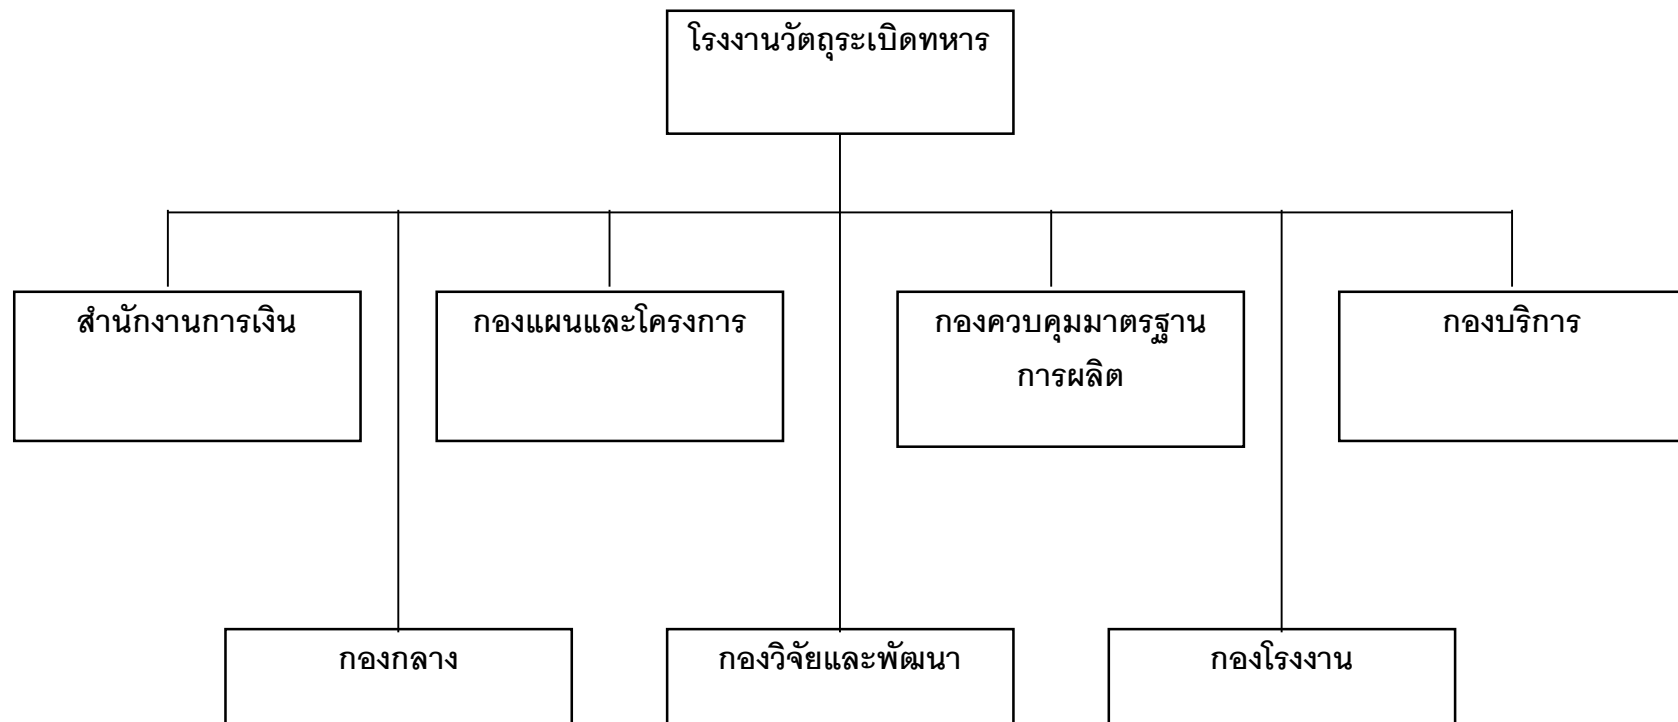 โรงงานวัตถุระเบิดทหาร
สำนักงานการเงิน
กองแผนและโครงการ
กองควบคุมมาตรฐาน
การผลิต
กองบริการ
กองกลาง
กองวิจัยและพัฒนา
กองโรงงาน